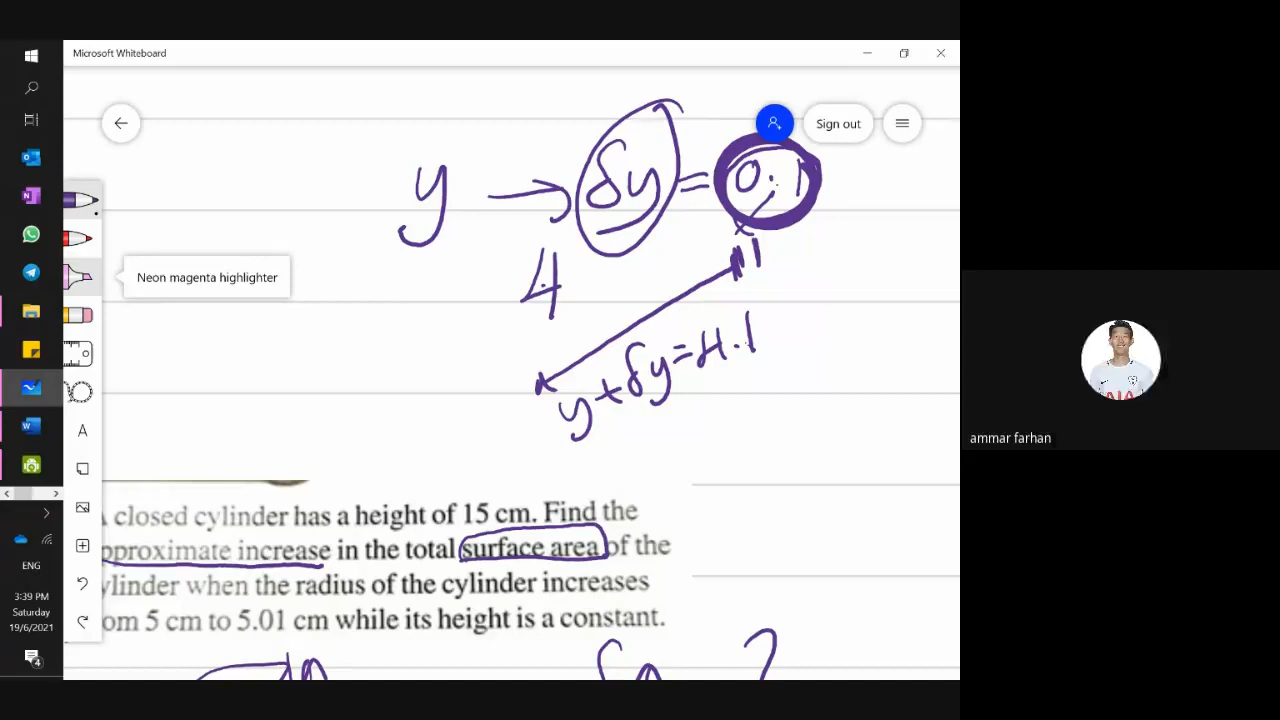 Microsoft Whiteboard
Sign out
y → δy = 0.1
4
Neon magenta highlighter
y + δy = 4.1
A
closed cylinder has a height of 15 cm. Find the
pproximate increase in the total surface area of the
ylinder when the radius of the cylinder increases
om 5 cm to 5.01 cm while its height is a constant.
?
ammar farhan
AIA
ENG
3:39 PM
Saturday
19/6/2021
4